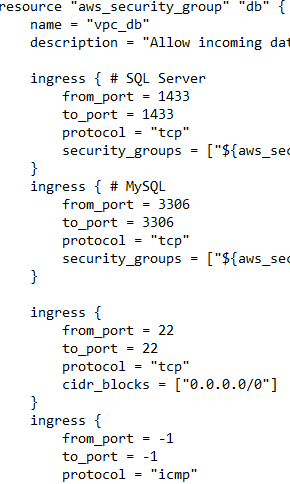 resource "aws_security_group" "db" {
    name = "vpc_db"
    description = "Allow incoming dat

    ingress { # SQL Server
        from_port = 1433
        to_port = 1433
        protocol = "tcp"
        security_groups = ["${aws_sec
    }
    ingress { # MySQL
        from_port = 3306
        to_port = 3306
        protocol = "tcp"
        security_groups = ["${aws_sec
    }

    ingress {
        from_port = 22
        to_port = 22
        protocol = "tcp"
        cidr_blocks = ["0.0.0.0/0"]
    }
    ingress {
        from_port = -1
        to_port = -1
        protocol = "icmp"